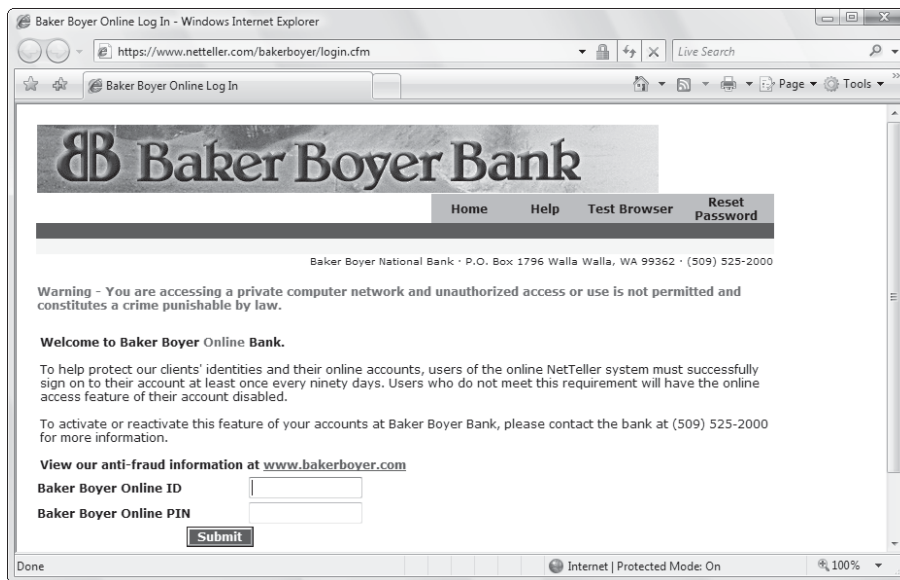 Baker Boyer Online Log In - Windows Internet Explorer
https://www.netteller.com/bakerboyer/login.cfm
Live Search
Baker Boyer Online Log In
Page
Tools
BB Baker Boyer Bank
Home Help Test Browser Reset Password
Baker Boyer National Bank · P.O. Box 1796 Walla Walla, WA 99362 · (509) 525-2000
Warning - You are accessing a private computer network and unauthorized access or use is not permitted and
constitutes a crime punishable by law.
Welcome to Baker Boyer Online Bank.
To help protect our clients' identities and their online accounts, users of the online NetTeller system must successfully
sign on to their account at least once every ninety days. Users who do not meet this requirement will have the online
access feature of their account disabled.
To activate or reactivate this feature of your accounts at Baker Boyer Bank, please contact the bank at (509) 525-2000
for more information.
View our anti-fraud information at www.bakerboyer.com
Baker Boyer Online ID
Baker Boyer Online PIN
Submit
Done
Internet | Protected Mode: On
100%